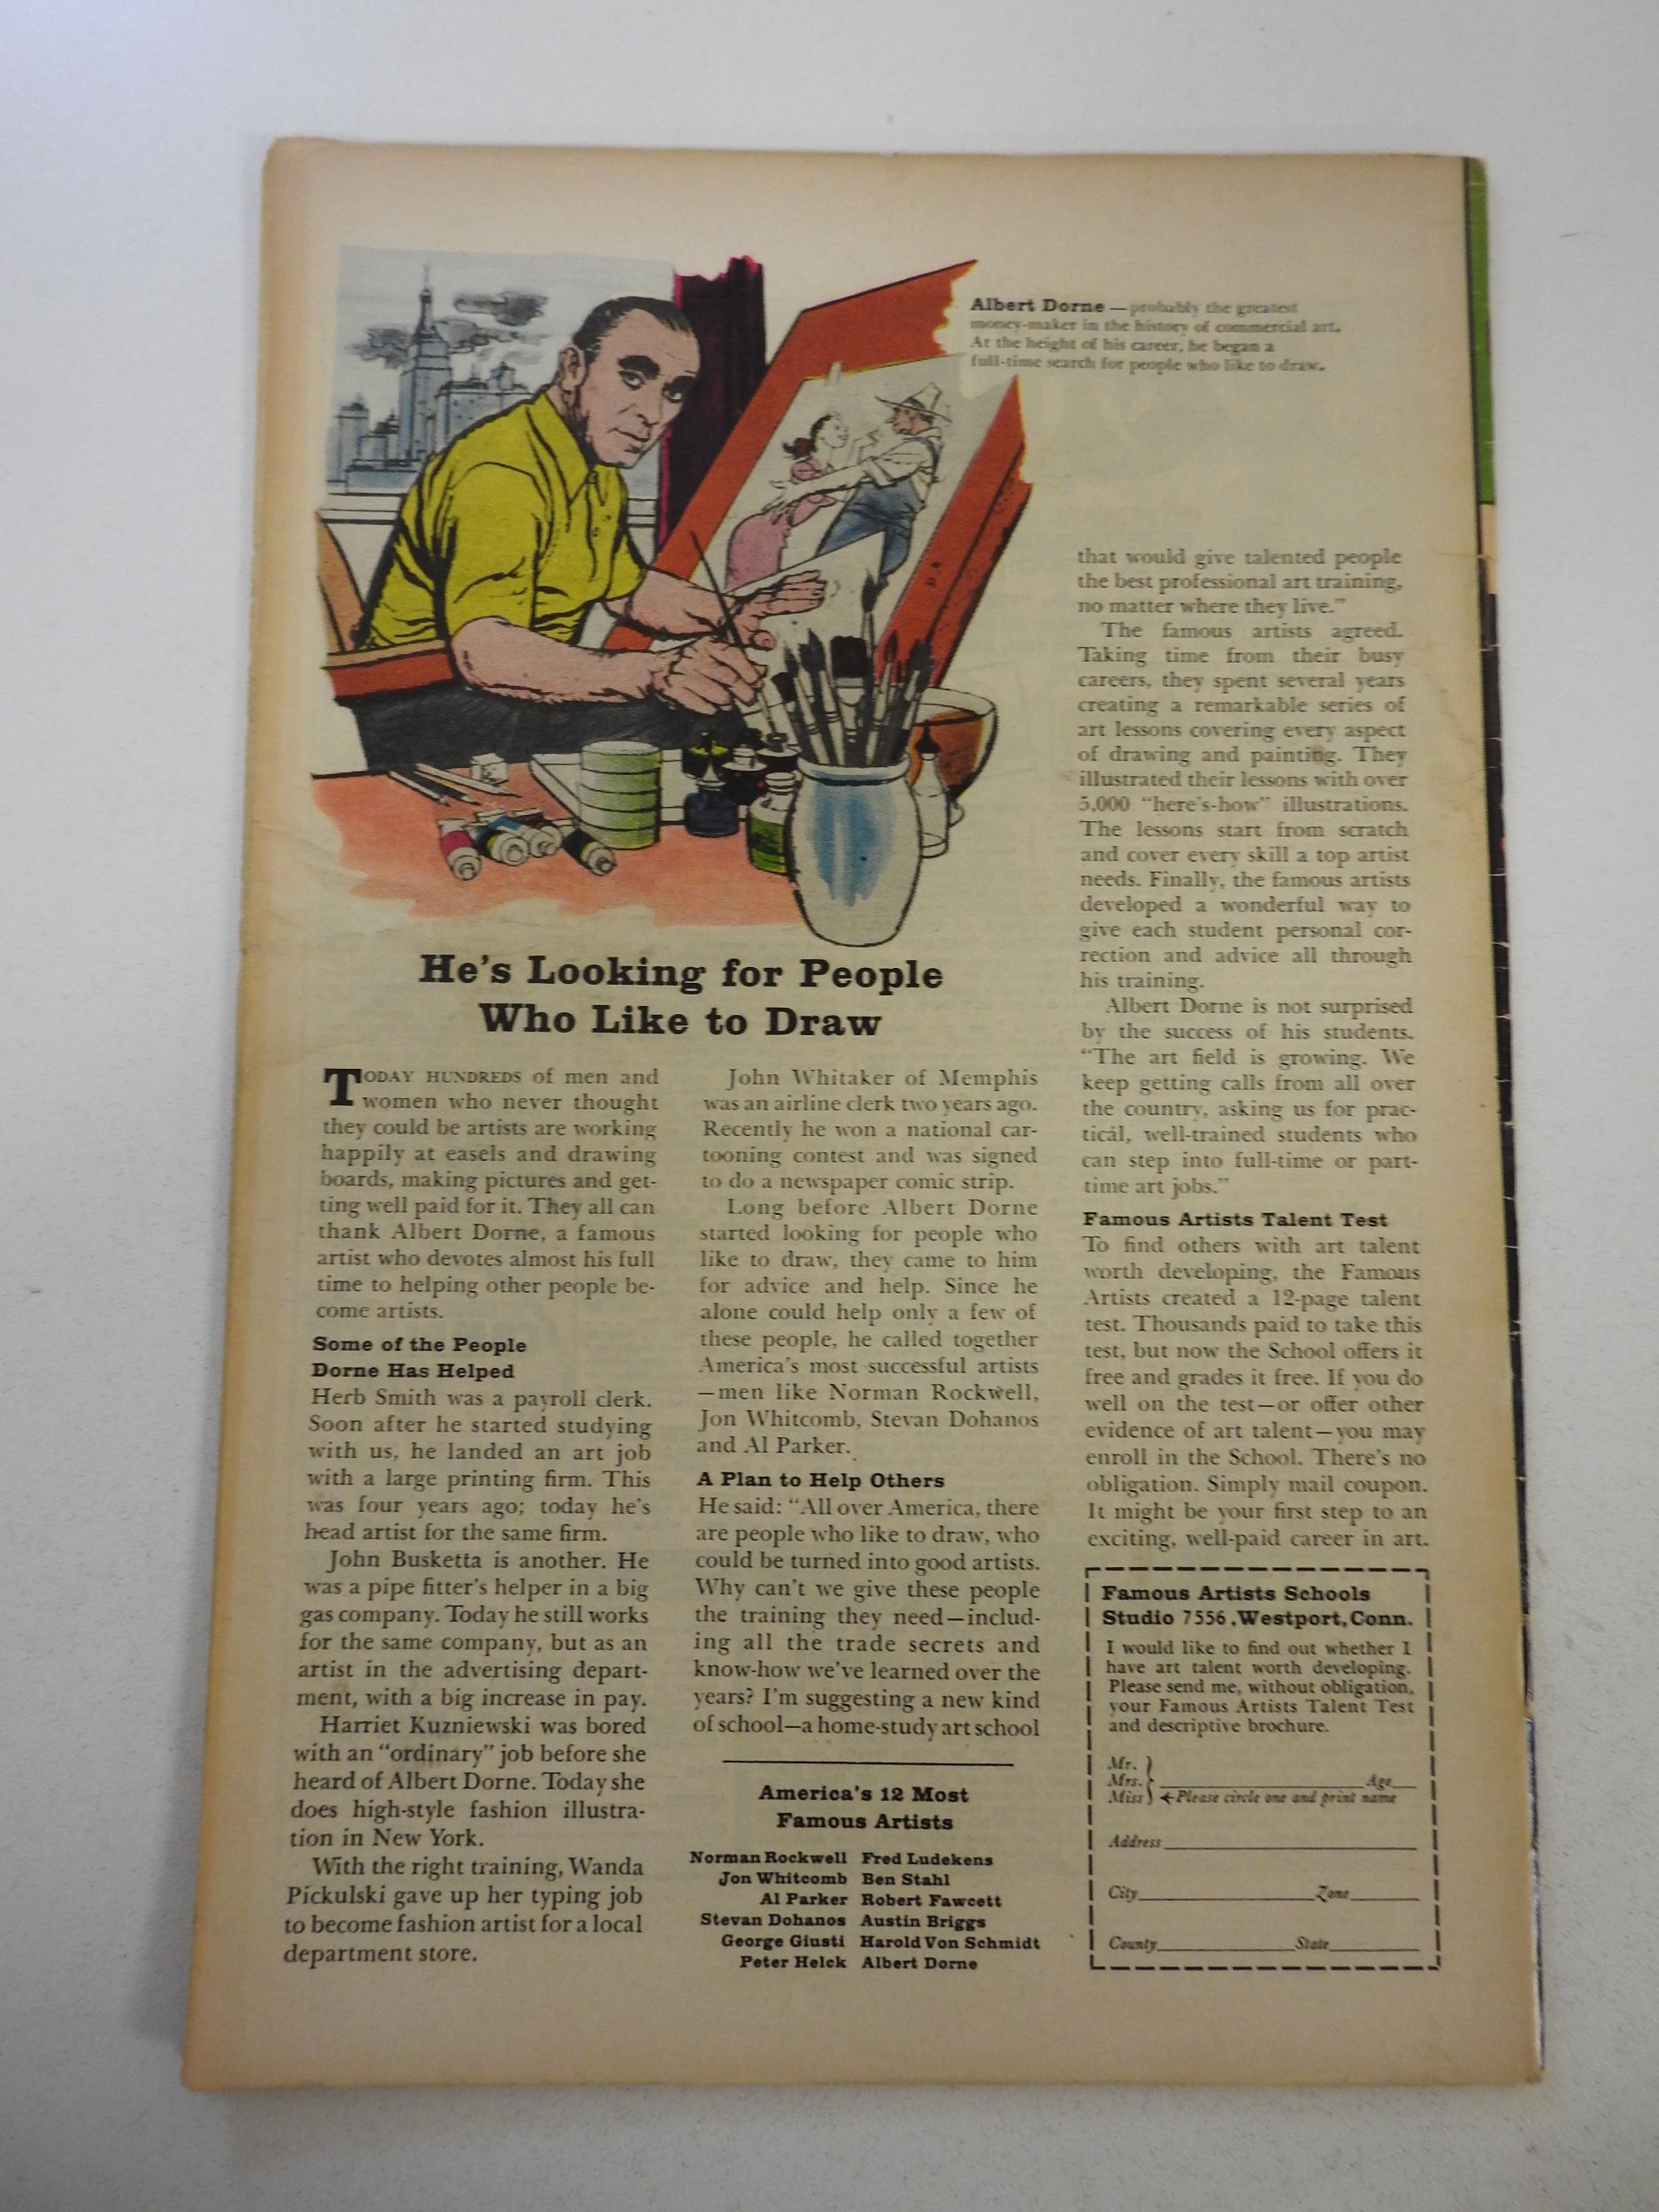 Albert Dorne — probably the greatest
money-maker in the history of commercial art.
At the height of his career, he began a
full-time search for people who like to draw.
He's Looking for People
Who Like to Draw
TODAY HUNDREDS of men and
women who never thought
they could be artists are working
happily at easels and drawing
boards, making pictures and get-
ting well paid for it. They all can
thank Albert Dorne, a famous
artist who devotes almost his full
time to helping other people be-
come artists.
Some of the People
Dorne Has Helped
Herb Smith was a payroll clerk.
Soon after he started studying
with us, he landed an art job
with a large printing firm. This
was four years ago; today he's
head artist for the same firm.
John Busketta is another. He
was a pipe fitter's helper in a big
gas company. Today he still works
for the same company, but as an
artist in the advertising depart-
ment, with a big increase in pay.
Harriet Kuzniewski was bored
with an "ordinary" job before she
heard of Albert Dorne. Today she
does high-style fashion illustra-
tion in New York.
With the right training, Wanda
Pickulski gave up her typing job
to become fashion artist for a local
department store.
John Whitaker of Memphis
was an airline clerk two years ago.
Recently he won a national car-
tooning contest and was signed
to do a newspaper comic strip.
Long before Albert Dorne
started looking for people who
like to draw, they came to him
for advice and help. Since he
alone could help only a few of
these people, he called together
America's most successful artists
—men like Norman Rockwell,
Jon Whitcomb, Stevan Dohanos
and Al Parker.
A Plan to Help Others
He said: "All over America, there
are people who like to draw, who
could be turned into good artists.
Why can't we give these people
the training they need—includ-
ing all the trade secrets and
know-how we've learned over the
years? I'm suggesting a new kind
of school—a home-study art school
America's 12 Most
Famous Artists
Norman Rockwell Fred Ludekens
Jon Whitcomb Ben Stahl
Al Parker Robert Fawcett
Stevan Dohanos Austin Briggs
George Giusti Harold Von Schmidt
Peter Helck Albert Dorne
that would give talented people
the best professional art training,
no matter where they live."
The famous artists agreed.
Taking time from their busy
careers, they spent several years
creating a remarkable series of
art lessons covering every aspect
of drawing and painting. They
illustrated their lessons with over
5,000 "here's-how" illustrations.
The lessons start from scratch
and cover every skill a top artist
needs. Finally, the famous artists
developed a wonderful way to
give each student personal cor-
rection and advice all through
his training.
Albert Dorne is not surprised
by the success of his students.
"The art field is growing. We
keep getting calls from all over
the country, asking us for prac-
tical, well-trained students who
can step into full-time or part-
time art jobs."
Famous Artists Talent Test
To find others with art talent
worth developing, the Famous
Artists created a 12-page talent
test. Thousands paid to take this
test, but now the School offers it
free and grades it free. If you do
well on the test—or offer other
evidence of art talent—you may
enroll in the School. There's no
obligation. Simply mail coupon.
It might be your first step to an
exciting, well-paid career in art.
Famous Artists Schools
Studio 7556, Westport, Conn.
I would like to find out whether I
have art talent worth developing.
Please send me, without obligation,
your Famous Artists Talent Test
and descriptive brochure.
Mr.
Mrs. Age
Miss ←Please circle one and print name
Address
City Zone
County State